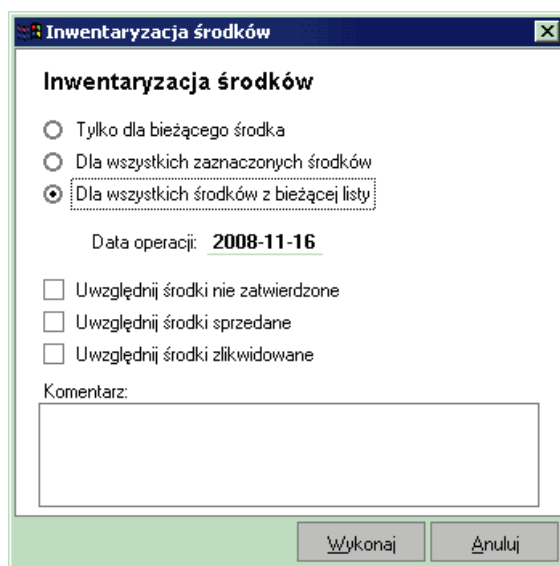 Inwentaryzacja środków
Inwentaryzacja środków
Tylko dla bieżącego środka
Dla wszystkich zaznaczonych środków
Dla wszystkich środków z bieżącej listy
Data operacji: 2008-11-16
Uwzględnij środki nie zatwierdzone
Uwzględnij środki sprzedane
Uwzględnij środki zlikwidowane
Komentarz:
Wykonaj Anuluj